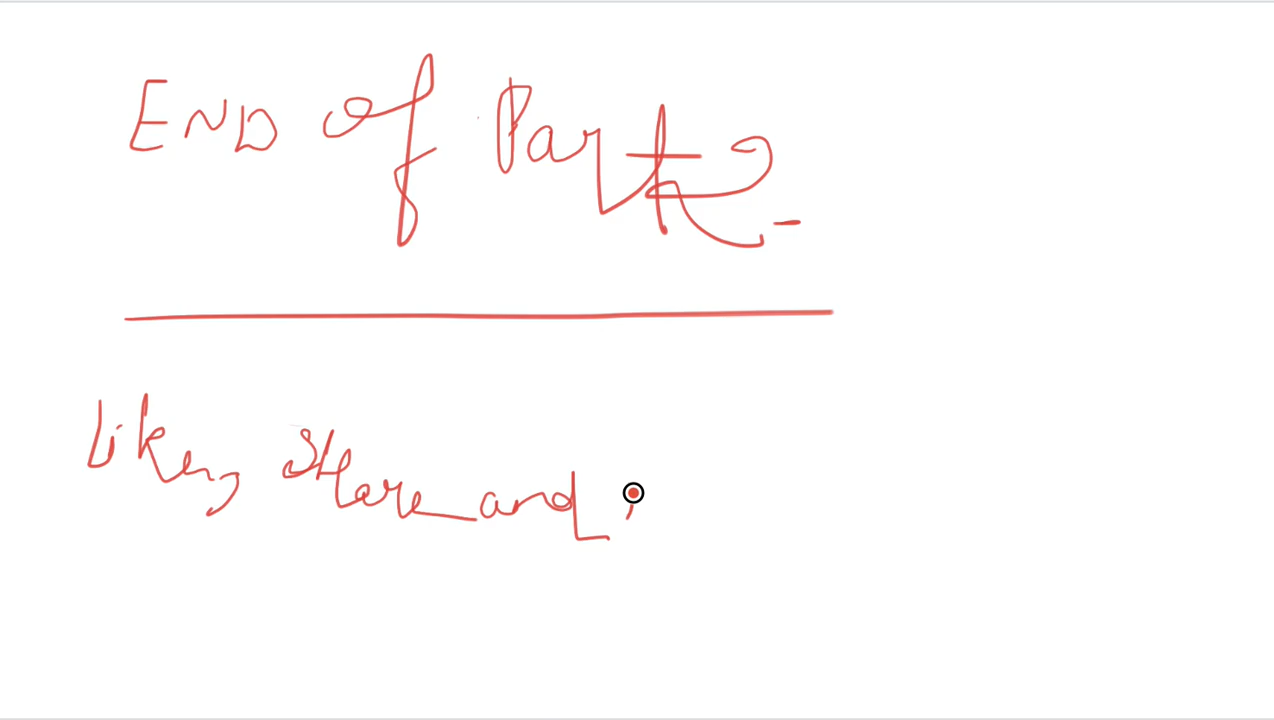 END of Part 2-
Like, Share and